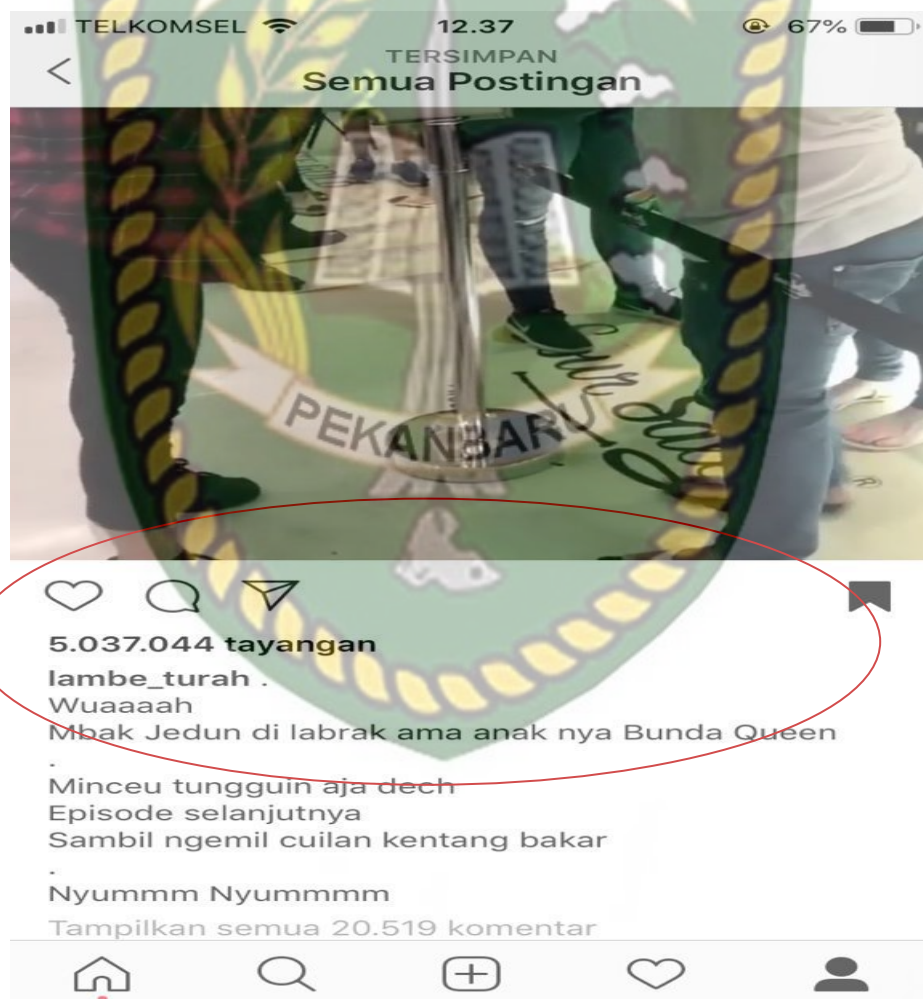 TELKOMSEL 12.37 67%
TERSIMPAN
Semua Postingan
PEKANBARU
5.037.044 tayangan
lambe_turah .
Wuaaaah
Mbak Jedun di labrak ama anak nya Bunda Queen
.
Minceu tungguin aja dech
Episode selanjutnya
Sambil ngemil cuilan kentang bakar
.
Nyummm Nyummmm
Tampilkan semua 20.519 komentar